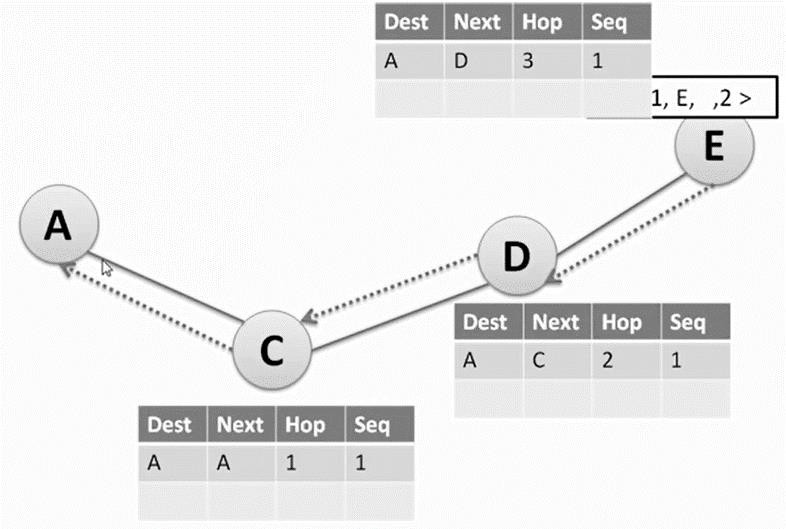 Dest Next Hop Seq
A D 3 1
1, E, ,2 >
E
A
D
Dest Next Hop Seq
A C 2 1
C
Dest Next Hop Seq
A A 1 1